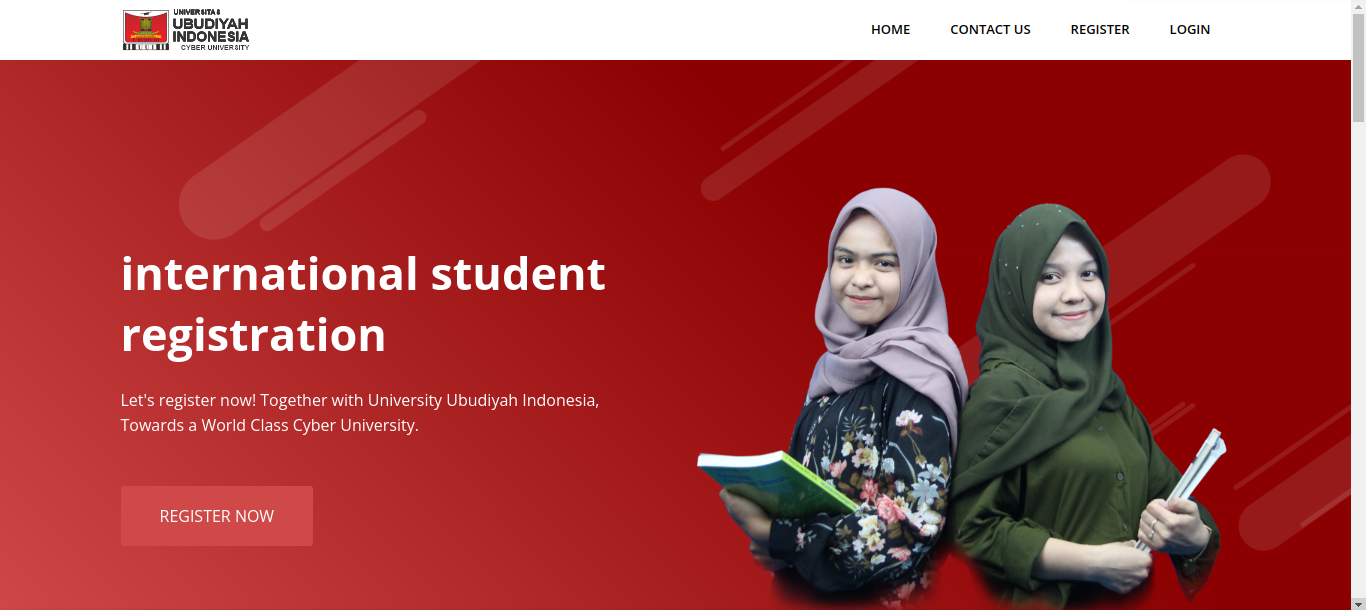 UNIVERSITAS
UBUDIYAH
INDONESIA
CYBER UNIVERSITY
HOME
CONTACT US
REGISTER
LOGIN
international student
registration
Let's register now! Together with University Ubudiyah Indonesia,
Towards a World Class Cyber University.
REGISTER NOW